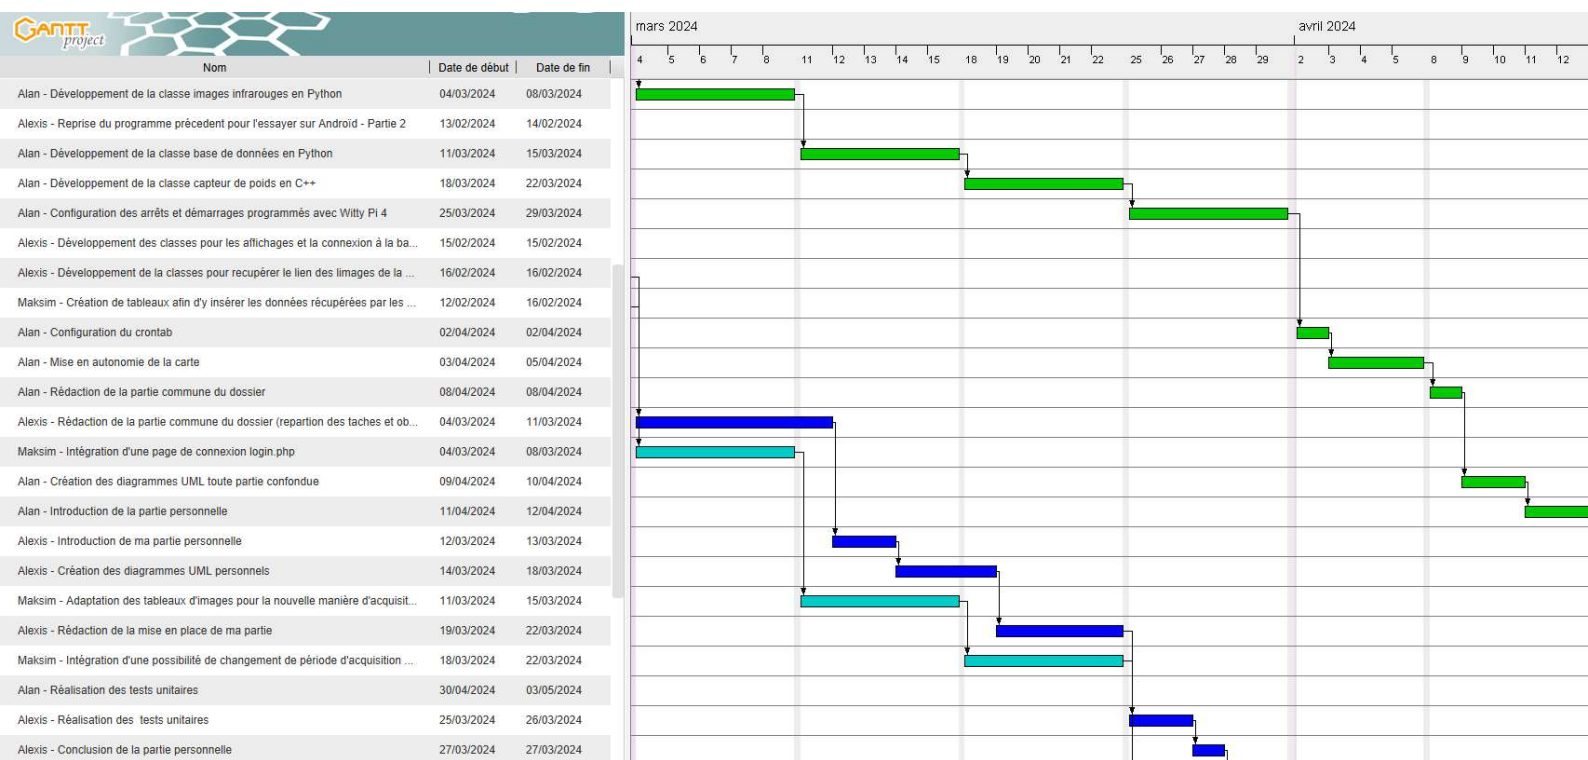 GANTT project
mars 2024 avril 2024
Nom Date de début Date de fin
4 5 6 7 8 11 12 13 14 15 18 19 20 21 22 25 26 27 28 29 2 3 4 5 8 9 10 11 12
Alan - Développement de la classe images infrarouges en Python 04/03/2024 08/03/2024
Alexis - Reprise du programme précedent pour l'essayer sur Androïd - Partie 2 13/02/2024 14/02/2024
Alan - Développement de la classe base de données en Python 11/03/2024 15/03/2024
Alan - Développement de la classe capteur de poids en C++ 18/03/2024 22/03/2024
Alan - Configuration des arrêts et démarrages programmés avec Witty Pi 4 25/03/2024 29/03/2024
Alexis - Développement des classes pour les affichages et la connexion à la ba... 15/02/2024 15/02/2024
Alexis - Développement de la classes pour recupérer le lien des limages de la ... 16/02/2024 16/02/2024
Maksim - Création de tableaux afin d'y insérer les données récupérées par les ... 12/02/2024 16/02/2024
Alan - Configuration du crontab 02/04/2024 02/04/2024
Alan - Mise en autonomie de la carte 03/04/2024 05/04/2024
Alan - Rédaction de la partie commune du dossier 08/04/2024 08/04/2024
Alexis - Rédaction de la partie commune du dossier (repartion des taches et ob... 04/03/2024 11/03/2024
Maksim - Intégration d'une page de connexion login.php 04/03/2024 08/03/2024
Alan - Création des diagrammes UML toute partie confondue 09/04/2024 10/04/2024
Alan - Introduction de la partie personnelle 11/04/2024 12/04/2024
Alexis - Introduction de ma partie personnelle 12/03/2024 13/03/2024
Alexis - Création des diagrammes UML personnels 14/03/2024 18/03/2024
Maksim - Adaptation des tableaux d'images pour la nouvelle manière d'acquisit... 11/03/2024 15/03/2024
Alexis - Rédaction de la mise en place de ma partie 19/03/2024 22/03/2024
Maksim - Intégration d'une possibilité de changement de période d'acquisition ... 18/03/2024 22/03/2024
Alan - Réalisation des tests unitaires 30/04/2024 03/05/2024
Alexis - Réalisation des tests unitaires 25/03/2024 26/03/2024
Alexis - Conclusion de la partie personnelle 27/03/2024 27/03/2024